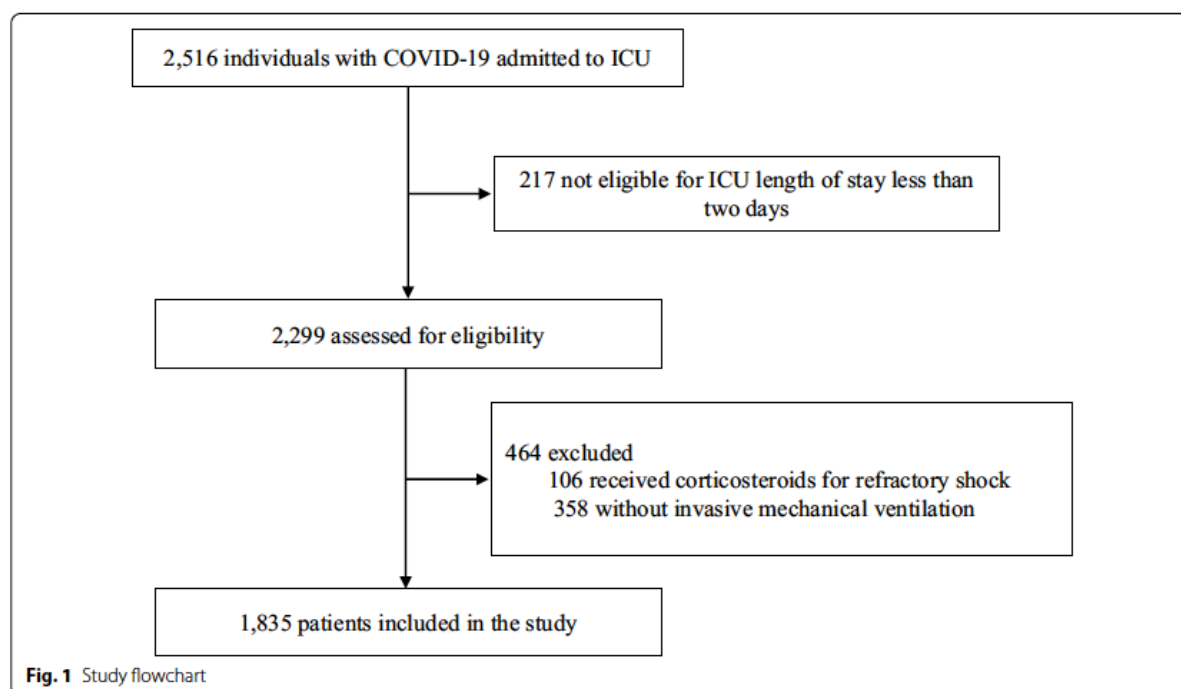 2,516 individuals with COVID-19 admitted to ICU
217 not eligible for ICU length of stay less than
two days
2,299 assessed for eligibility
464 excluded
106 received corticosteroids for refractory shock
358 without invasive mechanical ventilation
1,835 patients included in the study
Fig. 1 Study flowchart